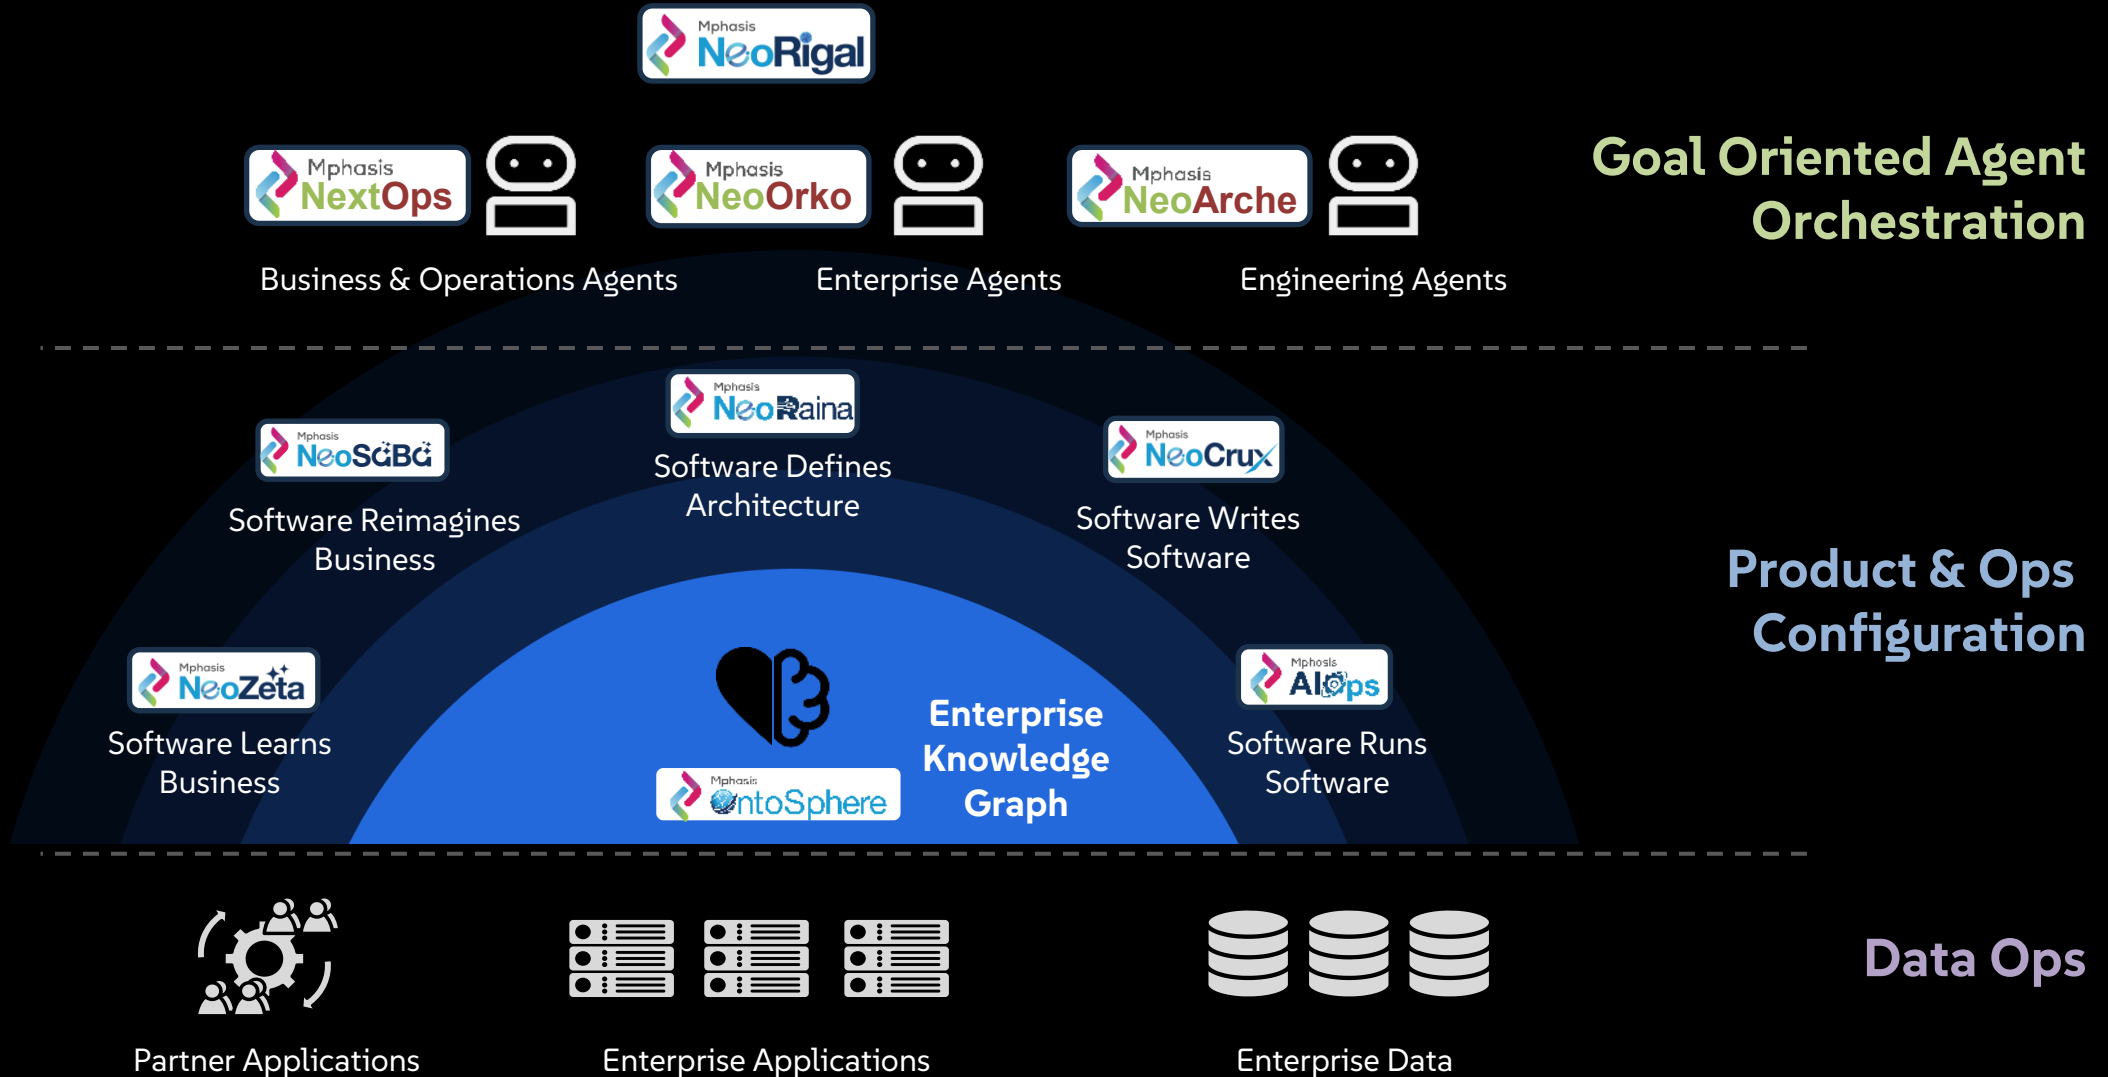 Mphasis
NeoRigal
Mphasis
NextOps
Mphasis
NeoOrko
Mphasis
NeoArche
Business & Operations Agents
Enterprise Agents
Engineering Agents
Goal Oriented Agent
Orchestration
Mphasis
NeoRaina
Software Defines
Architecture
Mphasis
NeoSaBa
Software Reimagines
Business
Mphasis
NeoCrux
Software Writes
Software
Mphasis
NeoZeta
Software Learns
Business
Mphasis
OntoSphere
Enterprise
Knowledge
Graph
Mphasis
AIOps
Software Runs
Software
Product & Ops
Configuration
Partner Applications
Enterprise Applications
Enterprise Data
Data Ops